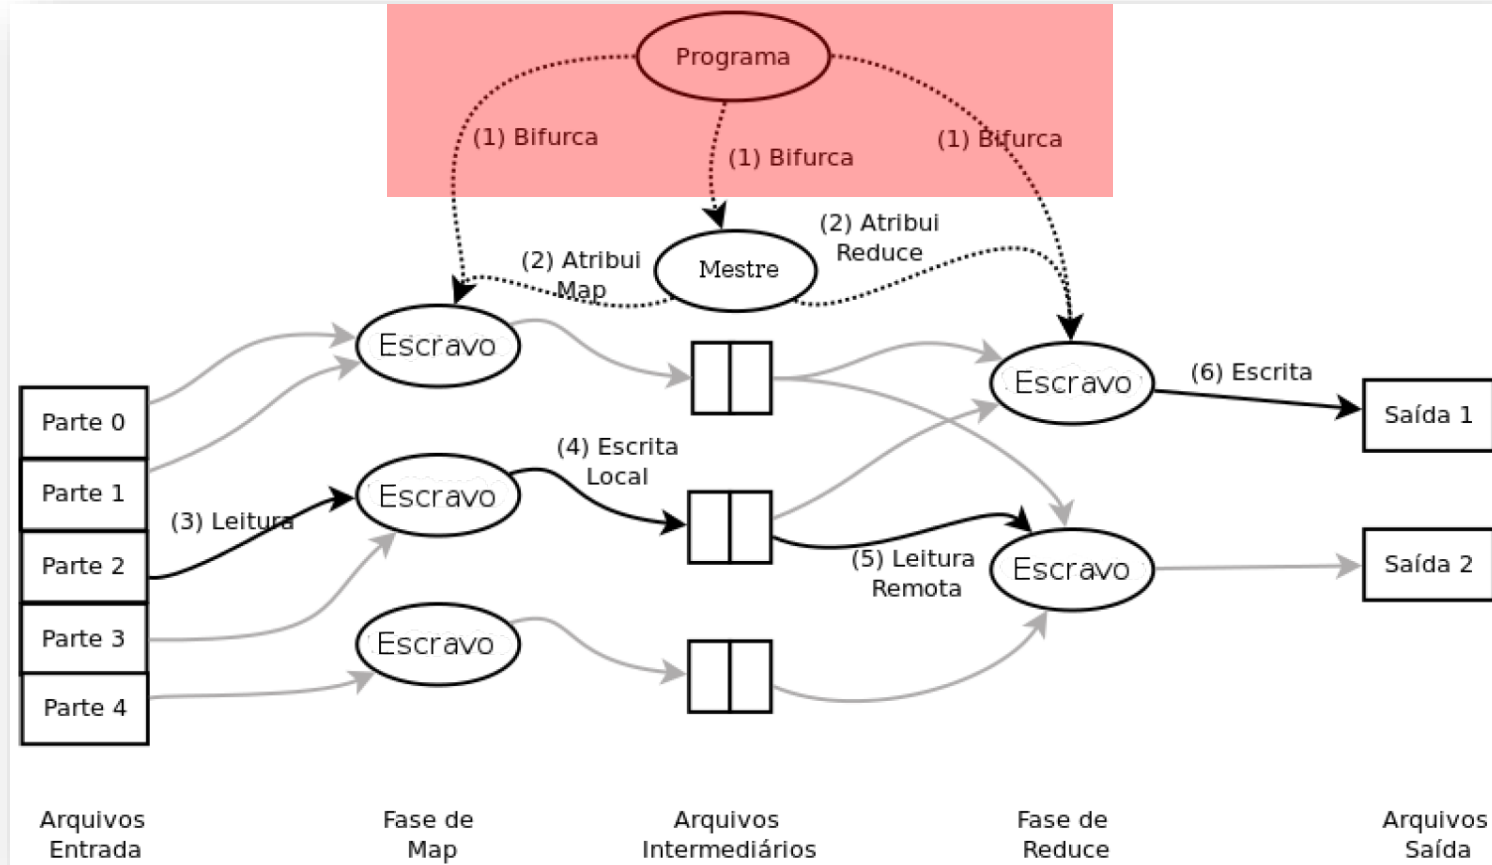 Programa
(1) Bifurca
(1) Bifurca
(1) Bifurca
(2) Atribui
Map
Mestre
(2) Atribui
Reduce
Escravo
Escravo
(6) Escrita
Saída 1
Parte 0
Parte 1
(3) Leitura
Parte 2
Parte 3
Parte 4
Escravo
(4) Escrita
Local
(5) Leitura
Remota
Escravo
Saída 2
Escravo
Arquivos
Entrada
Fase de
Map
Arquivos
Intermediários
Fase de
Reduce
Arquivos
Saída